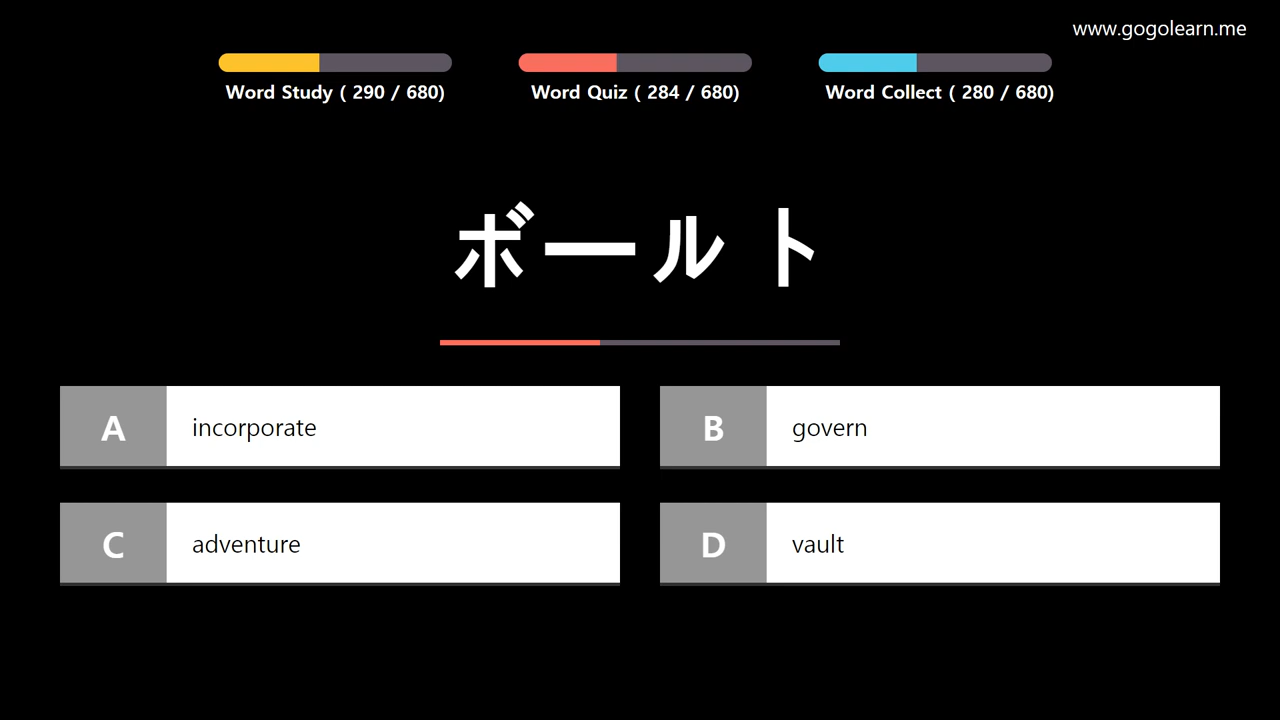 www.gogolearn.me
Word Study ( 290 / 680)
Word Quiz ( 284 / 680)
Word Collect ( 280 / 680)
ボールト
A incorporate
B govern
C adventure
D vault